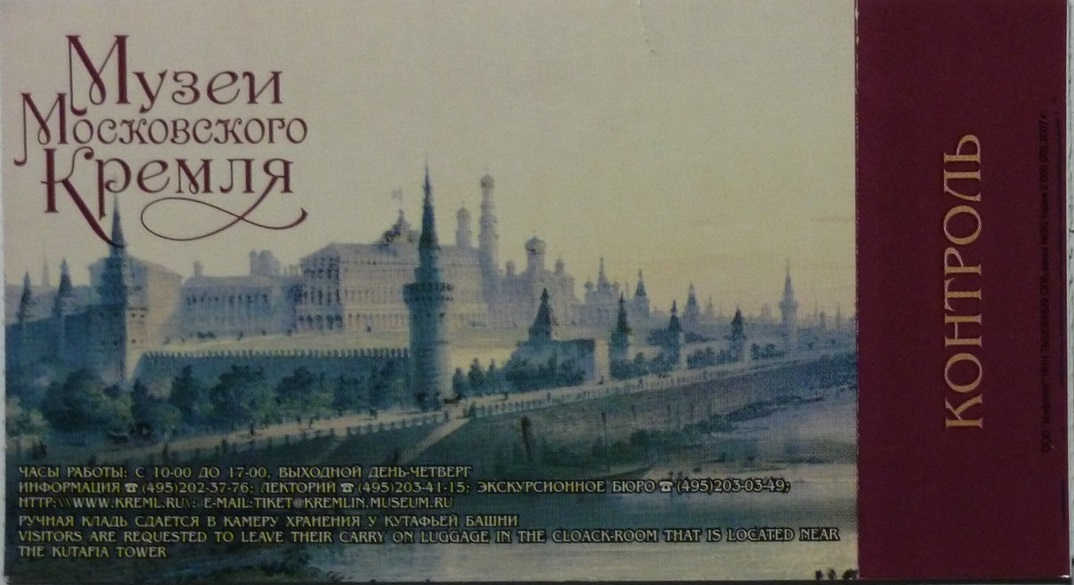 Музеи
Московского
Кремля
ЧАСЫ РАБОТЫ: С 10-00 ДО 17-00, ВЫХОДНОЙ ДЕНЬ-ЧЕТВЕРГ
ИНФОРМАЦИЯ ☎ (495)202-37-76; ЛЕКТОРИЙ ☎ (495)203-41-15; ЭКСКУРСИОННОЕ БЮРО ☎ (495)203-03-49;
HTTP:\\WWW.KREML.RU\; E-MAIL:TIKET@KREMLIN.MUSEUM.RU
РУЧНАЯ КЛАДЬ СДАЕТСЯ В КАМЕРУ ХРАНЕНИЯ У КУТАФЬЕЙ БАШНИ
VISITORS ARE REQUESTED TO LEAVE THEIR CARRY ON LUGGAGE IN THE CLOACK-ROOM THAT IS LOCATED NEAR
THE KUTAFIA TOWER
КОНТРОЛЬ